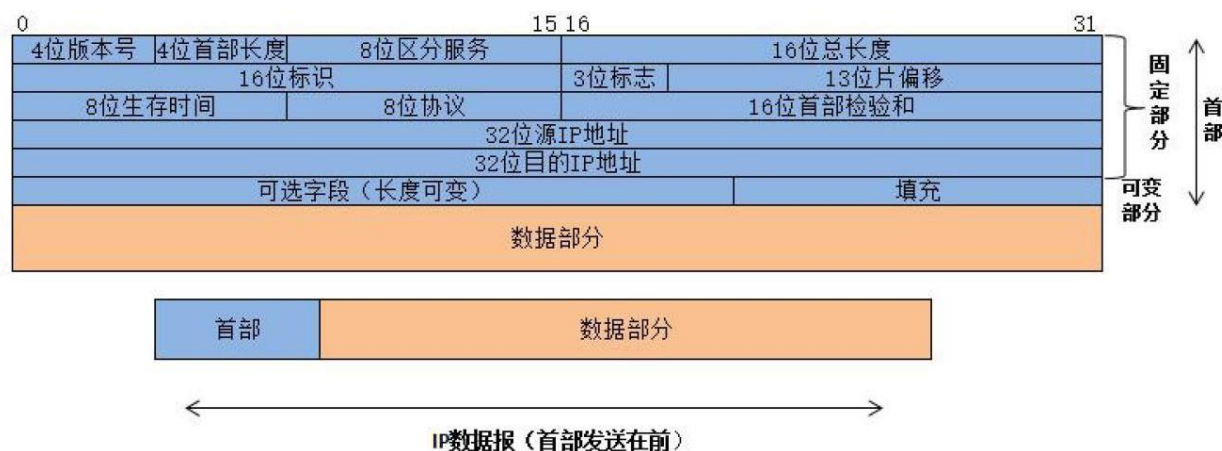 0 15 16 31
4位版本号 4位首部长度 8位区分服务 16位总长度
16位标识 3位标志 13位片偏移
8位生存时间 8位协议 16位首部检验和
32位源IP地址
32位目的IP地址
可选字段（长度可变） 填充
固定部分
首部
可变部分
数据部分
首部 数据部分
IP数据报（首部发送在前）